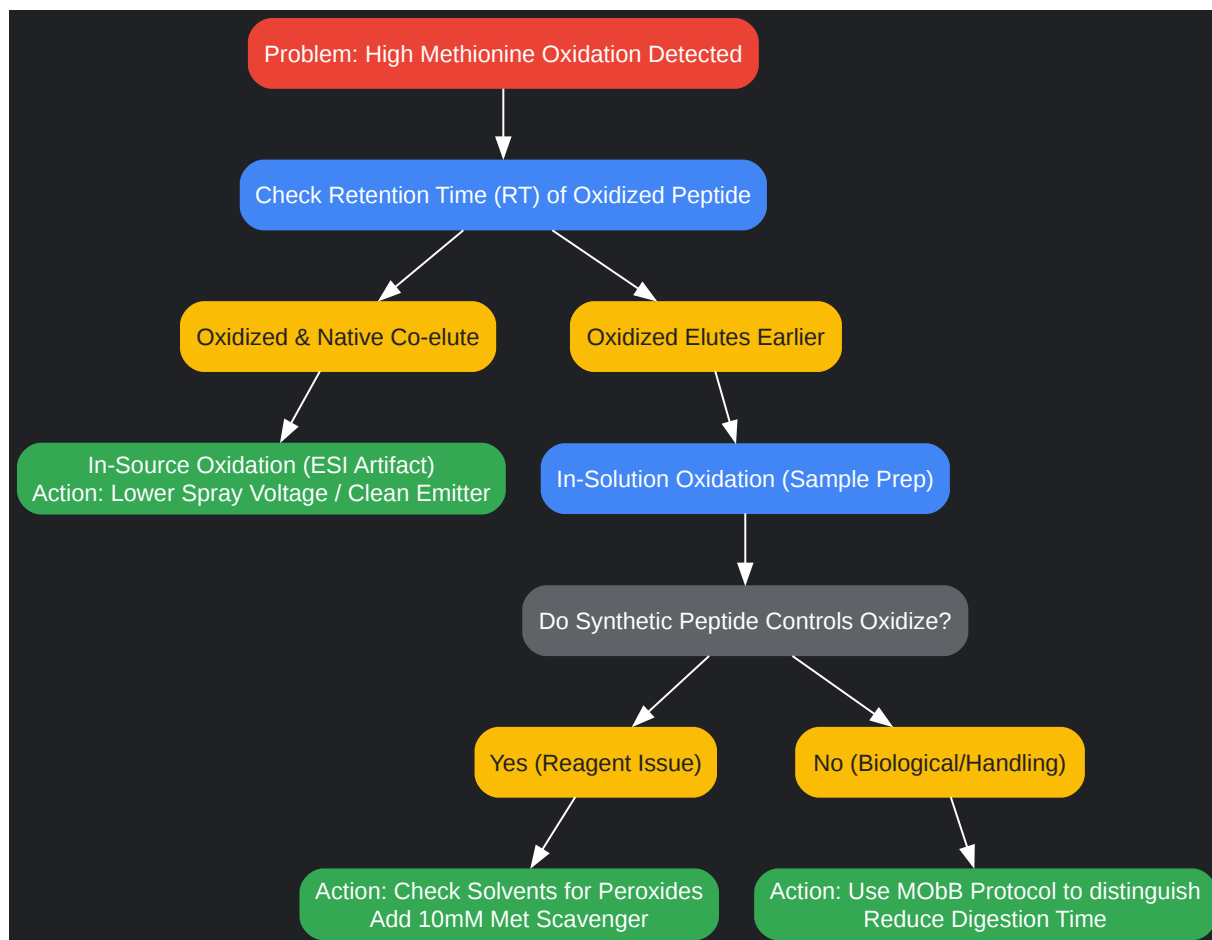 Problem: High Methionine Oxidation Detected
Check Retention Time (RT) of Oxidized Peptide
Oxidized & Native Co-elute
Oxidized Elutes Earlier
In-Source Oxidation (ESI Artifact)
Action: Lower Spray Voltage / Clean Emitter
In-Solution Oxidation (Sample Prep)
Do Synthetic Peptide Controls Oxidize?
Yes (Reagent Issue)
No (Biological/Handling)
Action: Check Solvents for Peroxides
Add 10mM Met Scavenger
Action: Use MObB Protocol to distinguish
Reduce Digestion Time